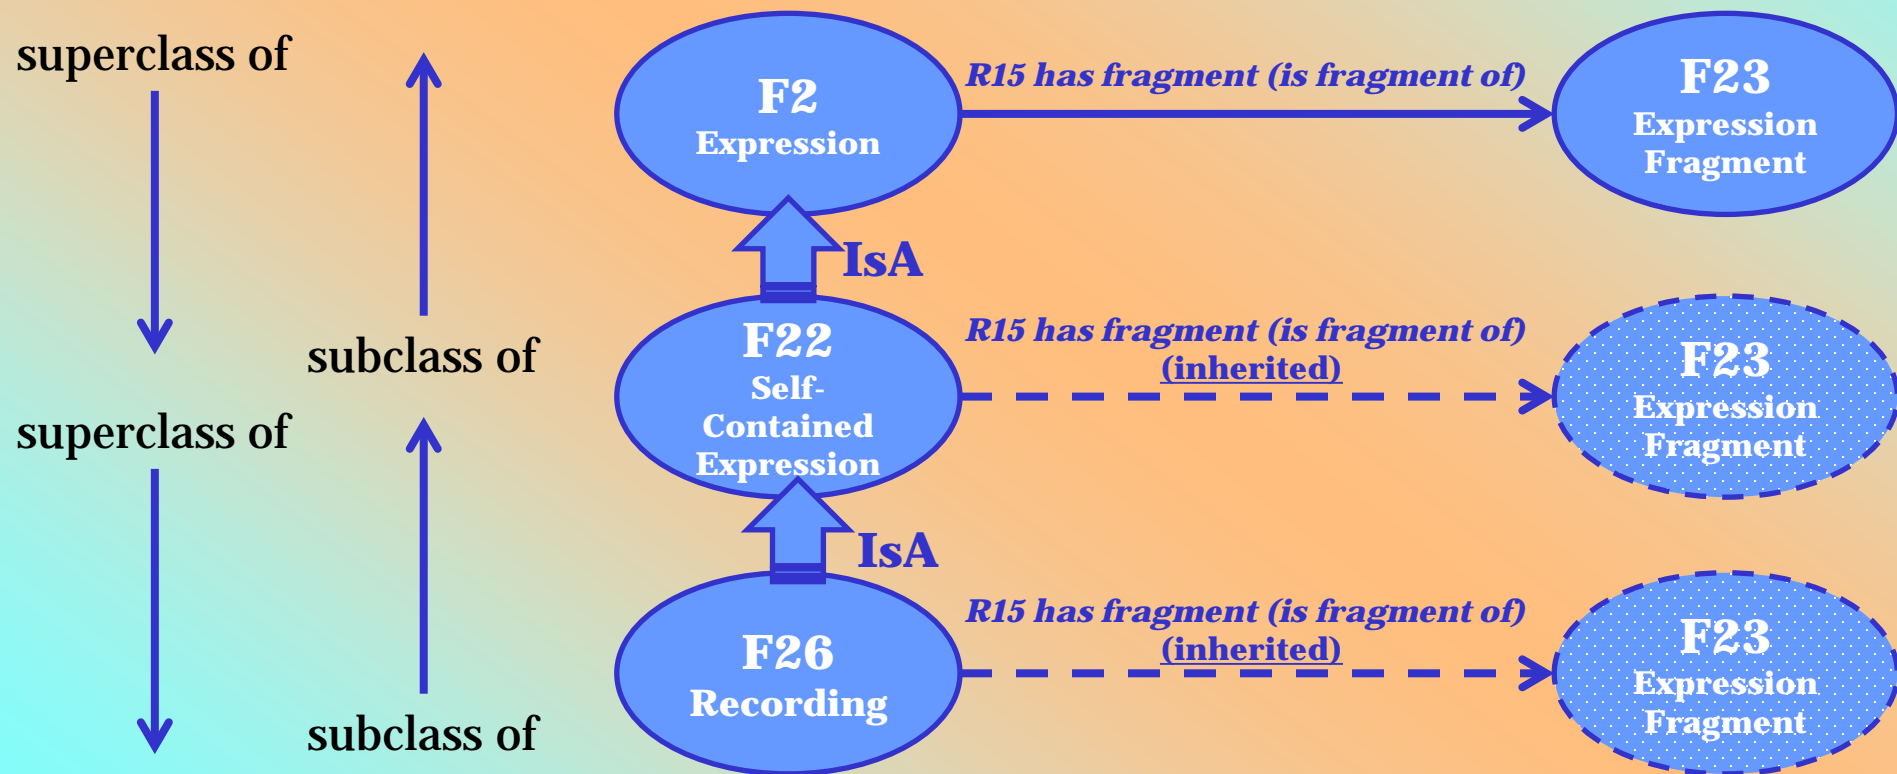 superclass of
F2
Expression
R15 has fragment (is fragment of)
F23
Expression
Fragment
IsA
subclass of
F22
Self-
Contained
Expression
R15 has fragment (is fragment of)
(inherited)
F23
Expression
Fragment
superclass of
IsA
F26
Recording
R15 has fragment (is fragment of)
(inherited)
F23
Expression
Fragment
subclass of